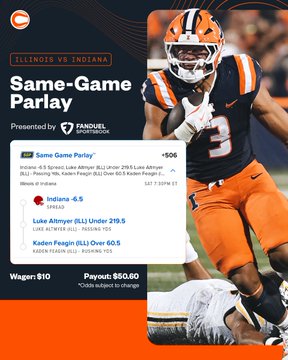 ILLINOIS VS INDIANA
Same-Game
Parlay
Presented by FANDUEL
SPORTSBOOK
SGP Same Game Parlay™ +506
Indiana -6.5 Spread, Luke Altmyer (ILL) Under 219.5 Luke Altmyer
(ILL) - Passing Yds, Kaden Feagin (ILL) Over 60.5 Kaden Feagin (I...
Illinois @ Indiana SAT 7:30PM ET
Indiana -6.5
SPREAD
Luke Altmyer (ILL) Under 219.5
LUKE ALTMYER (ILL) - PASSING YDS
Kaden Feagin (ILL) Over 60.5
KADEN FEAGIN (ILL) - RUSHING YDS
Wager: $10 Payout: $50.60
*Odds subject to change
ILLINOIS
3